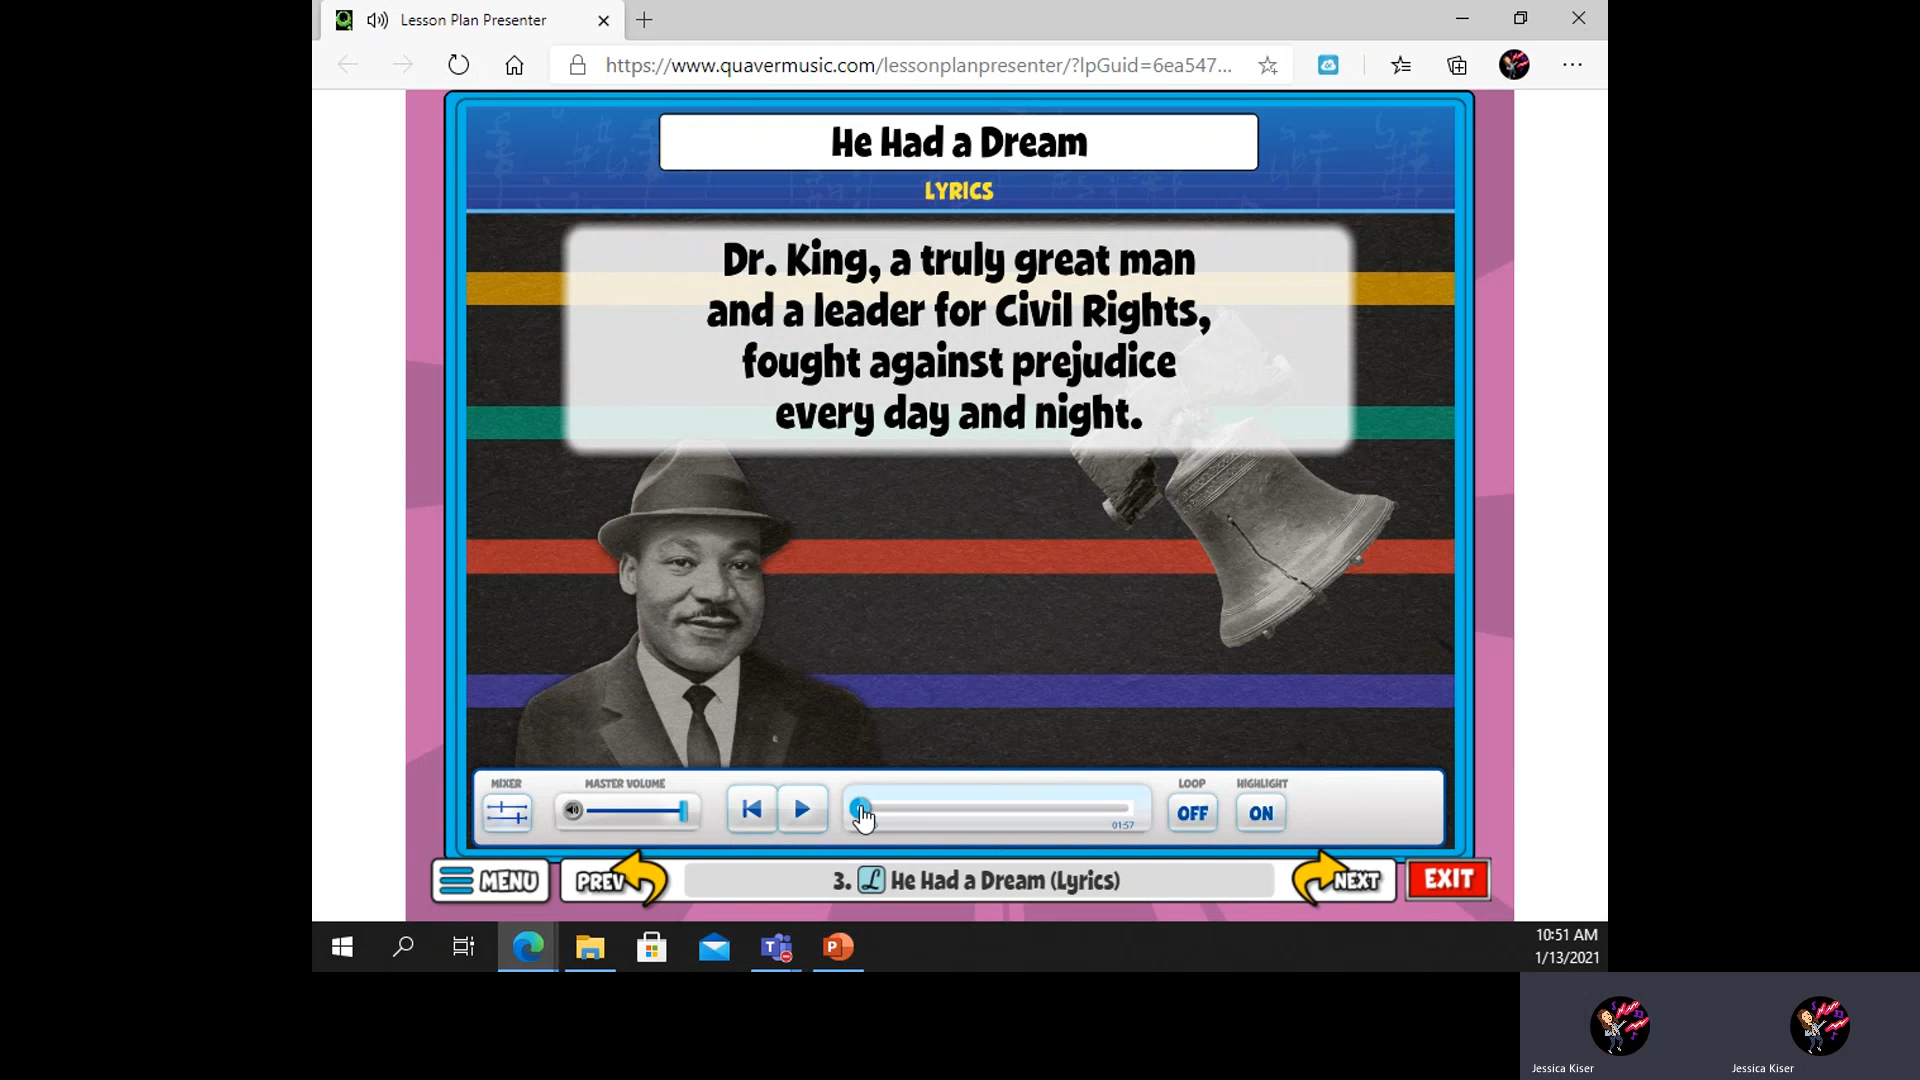 Lesson Plan Presenter
https://www.quavermusic.com/lessonplanpresenter/?lpGuid=6ea547...
He Had a Dream
LYRICS
Dr. King, a truly great man
and a leader for Civil Rights,
fought against prejudice
every day and night.
MIXER
MASTER VOLUME
LOOP
HIGHLIGHT
OFF
ON
01:57
MENU
PREV
3. L He Had a Dream (Lyrics)
NEXT
EXIT
10:51 AM
1/13/2021
Jessica Kiser
Jessica Kiser